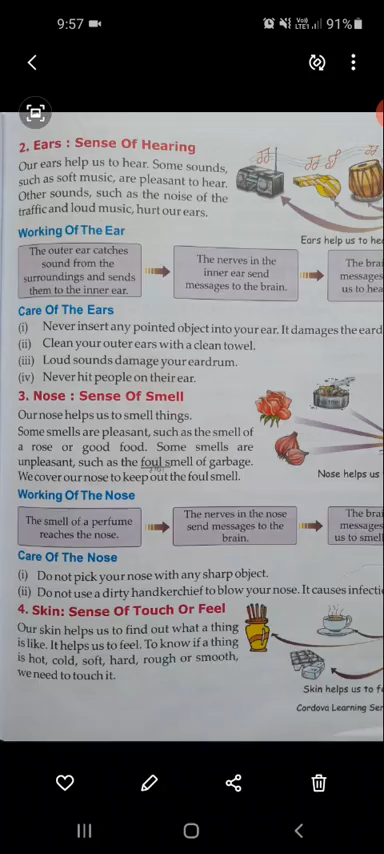 9:57
Vo))
LTE1
91%
2. Ears : Sense Of Hearing
Our ears help us to hear. Some sounds,
such as soft music, are pleasant to hear.
Other sounds, such as the noise of the
traffic and loud music, hurt our ears.
Ears help us to he
Working Of The Ear
The outer ear catches
sound from the
surroundings and sends
them to the inner ear.
The nerves in the
inner ear send
messages to the brain.
The brai
messages
us to hea
Care Of The Ears
(i) Never insert any pointed object into your ear. It damages the eard
(ii) Clean your outer ears with a clean towel.
(iii) Loud sounds damage your eardrum.
(iv) Never hit people on their ear.
3. Nose : Sense Of Smell
Our nose helps us to smell things.
Some smells are pleasant, such as the smell of
a rose or good food. Some smells are
unpleasant, such as the foul smell of garbage.
We cover our nose to keep out the foul smell.
Nose helps us
Working Of The Nose
The smell of a perfume
reaches the nose.
The nerves in the nose
send messages to the
brain.
The brai
messages
us to smel
Care Of The Nose
(i) Do not pick your nose with any sharp object.
(ii) Do not use a dirty handkerchief to blow your nose. It causes infecti
4. Skin: Sense Of Touch Or Feel
Our skin helps us to find out what a thing
is like. It helps us to feel. To know if a thing
is hot, cold, soft, hard, rough or smooth,
we need to touch it.
Skin helps us to fe
Cordova Learning Ser